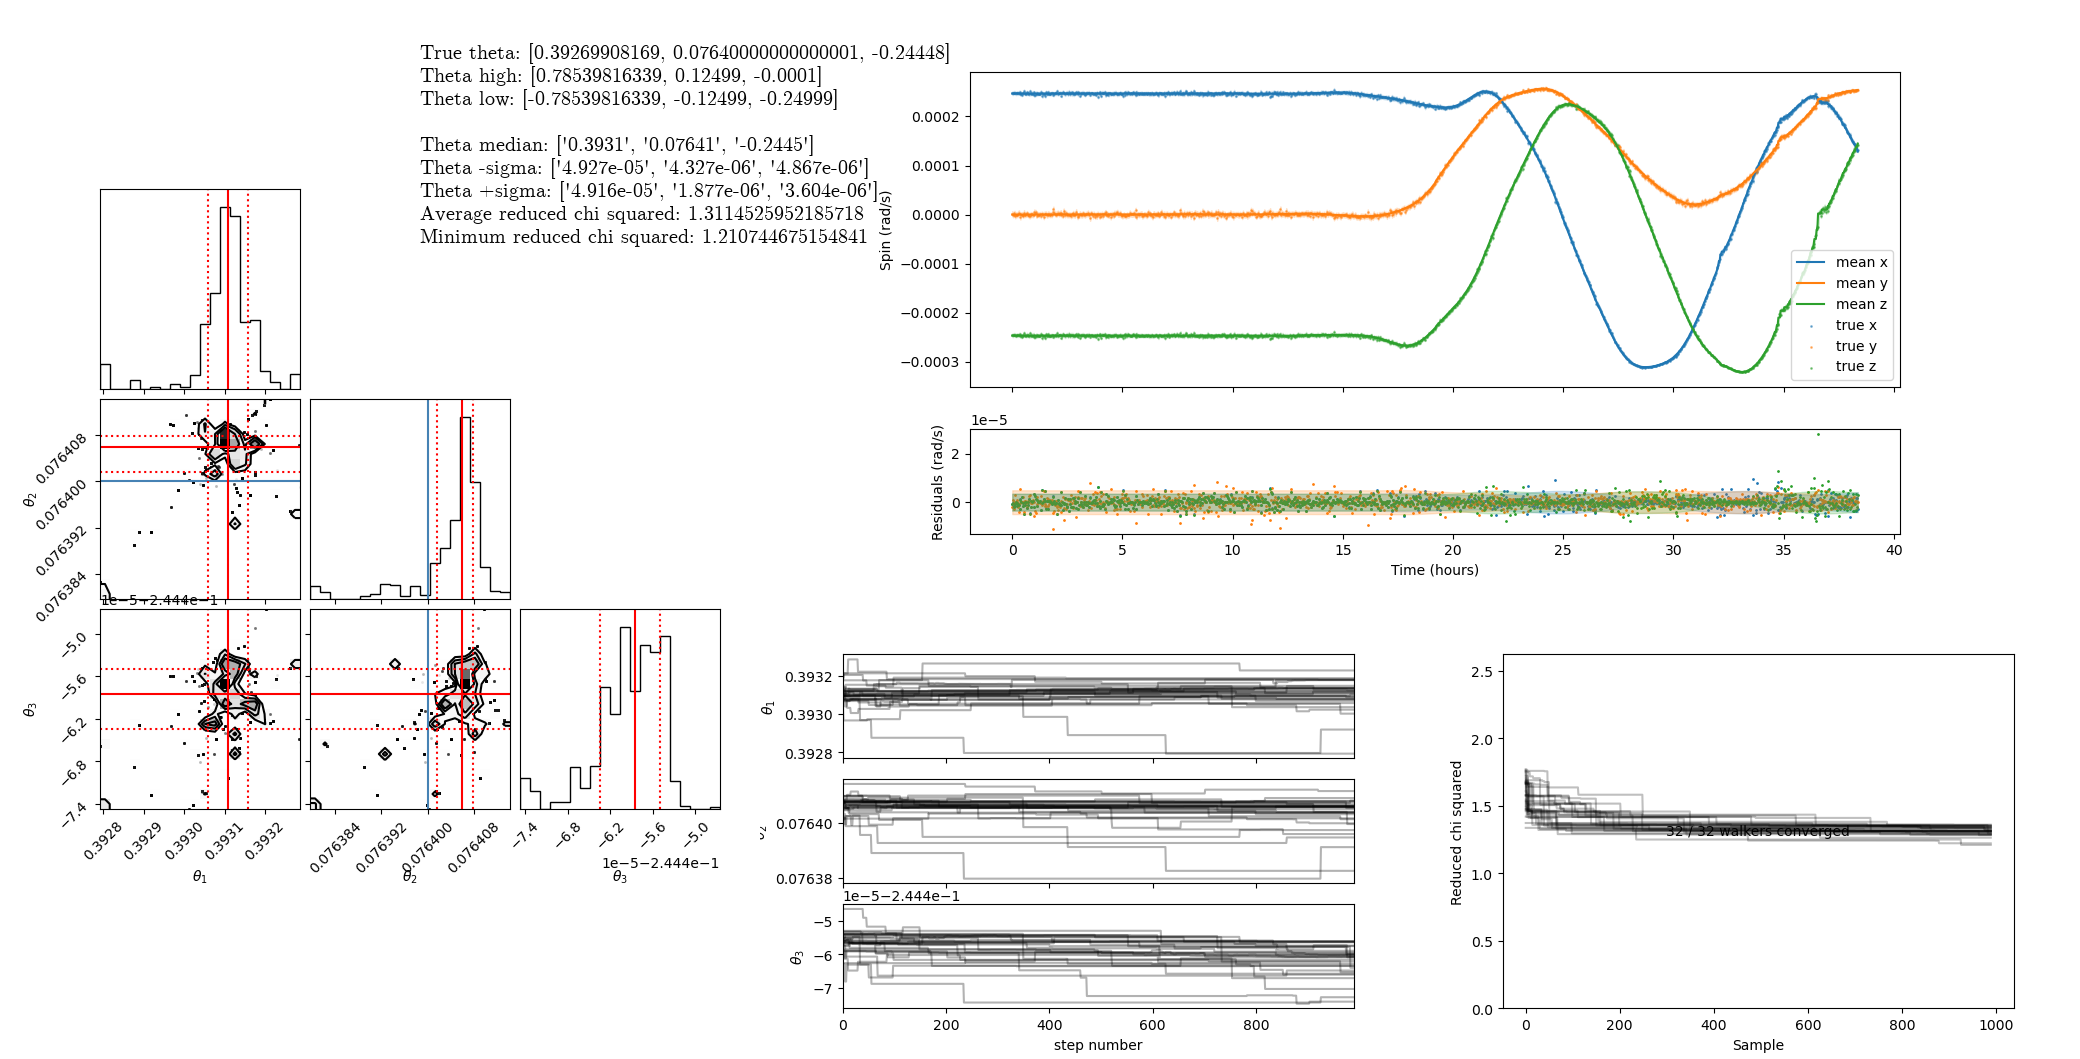 True theta: [0.39269908169, 0.07640000000000001, -0.24448]
Theta high: [0.78539816339, 0.12499, -0.0001]
Theta low: [-0.78539816339, -0.12499, -0.24999]
Theta median: ['0.3931', '0.07641', '-0.2445']
Theta -sigma: ['4.927e-05', '4.327e-06', '4.867e-06']
Theta +sigma: ['4.916e-05', '1.877e-06', '3.604e-06']
Average reduced chi squared: 1.3114525952185718
Minimum reduced chi squared: 1.210744675154841
Spin (rad/s)
0.0002
0.0001
0.0000
−0.0001
−0.0002
−0.0003
mean x
mean y
mean z
true x
true y
true z
1e−5
Residuals (rad/s)
2
0
0 5 10 15 20 25 30 35 40
Time (hours)
θ2
0.076408
0.076400
0.076392
0.076384
1e−5−2.444e−1
θ3
−5.0
−5.6
−6.2
−6.8
−7.4
0.3928 0.3929 0.3930 0.3931 0.3932
θ1
0.076384 0.076392 0.076400 0.076408
θ2
−7.4 −6.8 −6.2 −5.6 −5.0
1e−5−2.444e−1
θ3
θ1
0.3932
0.3930
0.3928
0.07640
0.07638
1e−5−2.444e−1
θ3
−5
−6
−7
0 200 400 600 800
step number
Reduced chi squared
2.5
2.0
1.5
1.0
0.5
0.0
32 / 32 walkers converged
0 200 400 600 800 1000
Sample